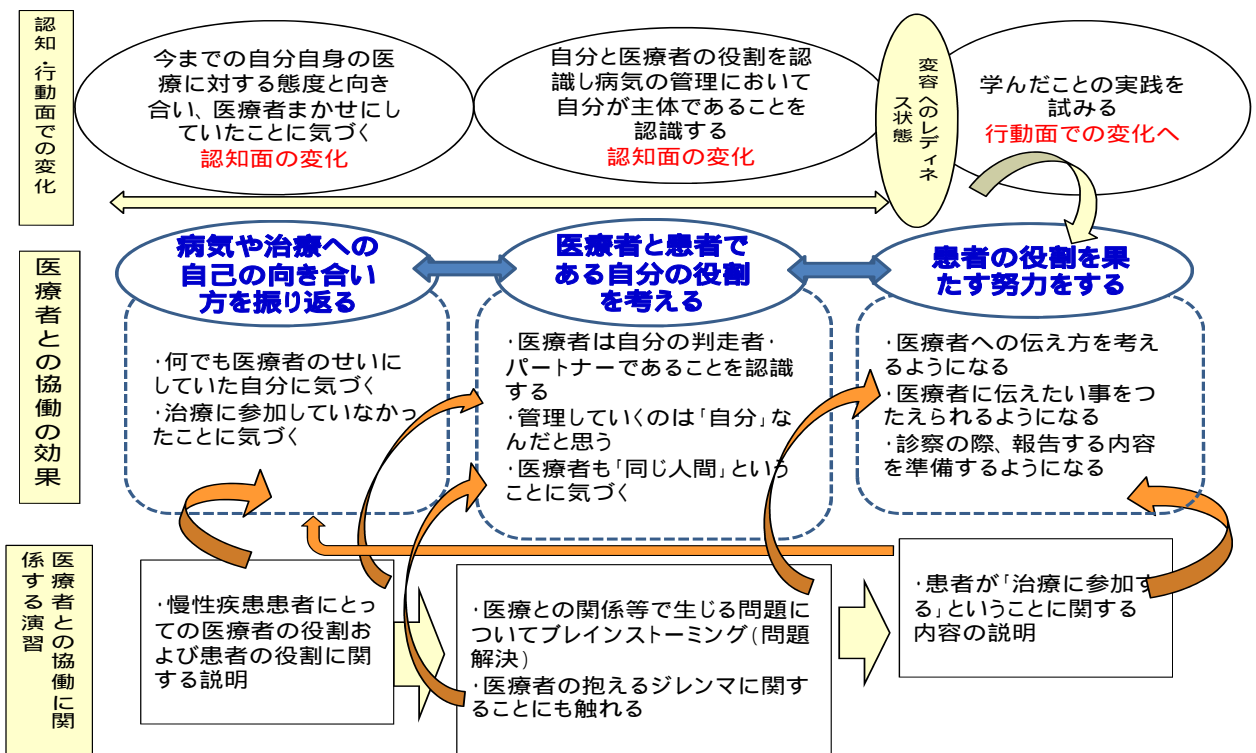 認知・行動面での変化
今までの自分自身の医
療に対する態度と向き
合い、医療者まかせにし
ていたことに気づく
認知面の変化
自分と医療者の役割を認
識し病気の管理において
自分が主体であることを
認識する
認知面の変化
変容へのレディネ
ス状態
学んだことの実践を
試みる
行動面での変化へ
医療者との協働の効果
病気や治療への
自己の向き合い
方を振り返る
・何でも医療者のせいに
していた自分に気づく
・治療に参加していなかっ
たことに気づく
医療者と患者で
ある自分の役割
を考える
・医療者は自分の判走者・
パートナーであることを認識
する
・管理していくのは「自分」な
んだと思う
・医療者も「同じ人間」という
ことに気づく
患者の役割を果
たす努力をする
・医療者への伝え方を考え
るようになる
・医療者に伝えたい事をつ
たえられるようになる
・診察の際、報告する内容
を準備するようになる
医療者との協働に関
係する演習
・慢性疾患患者にとっ
ての医療者の役割お
よび患者の役割に関
する説明
・医療との関係等で生じる問題に
ついてブレインストーミング(問題
解決)
・医療者の抱えるジレンマに関す
ることにも触れる
・患者が「治療に参加す
る」ということに関する
内容の説明